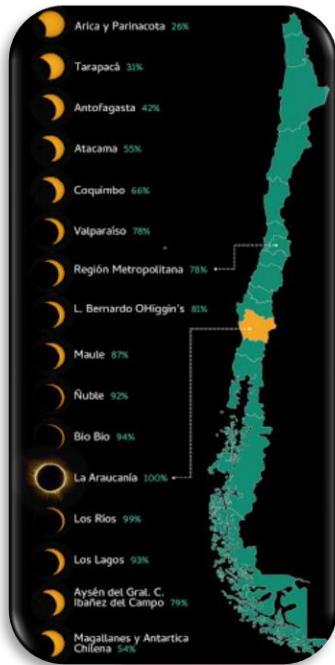 Arica y Parinacota 26%
Tarapacá 31%
Antofagasta 42%
Atacama 55%
Coquimbo 66%
Valparaíso 78%
Región Metropolitana 78%
L. Bernardo OHiggin's 81%
Maule 87%
Ñuble 92%
Bio Bio 94%
La Araucanía 100%
Los Ríos 99%
Los Lagos 93%
Aysén del Gral. C.
Ibañez del Campo 79%
Magallanes y Antartica
Chilena 54%